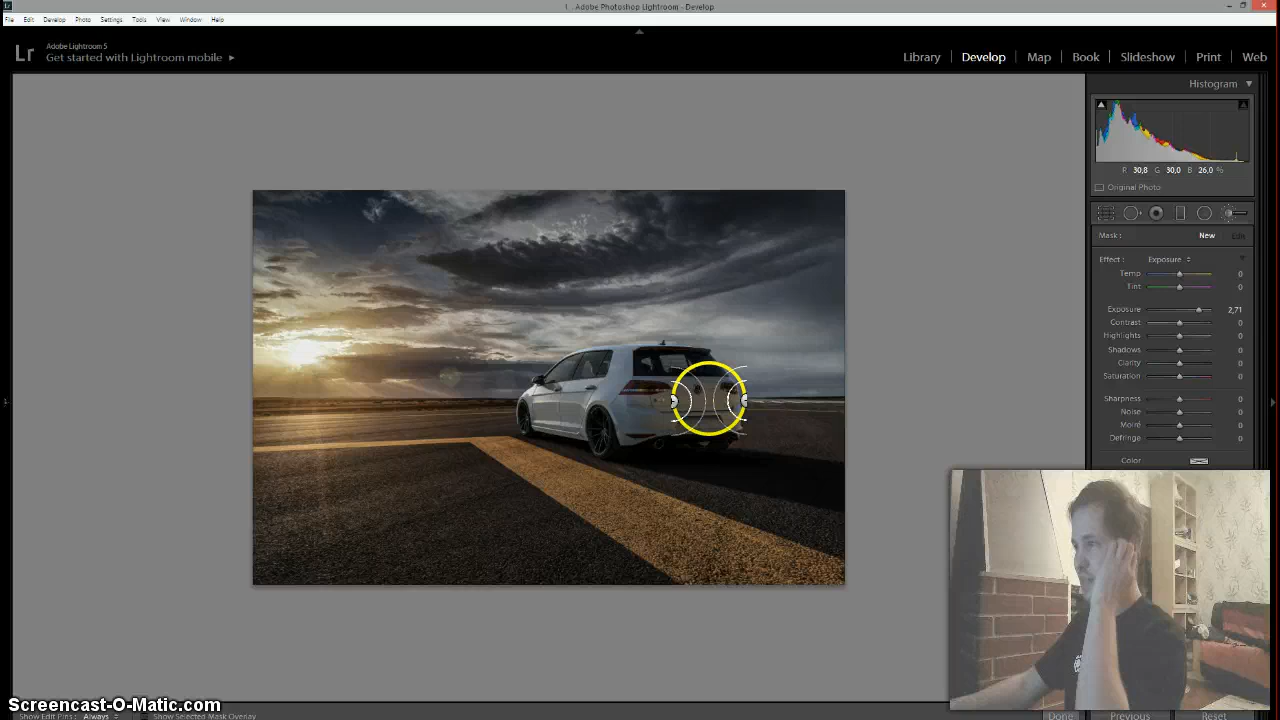 1 - Adobe Photoshop Lightroom - Develop
File Edit Develop Photo Settings Tools View Window Help
Lr
Adobe Lightroom 5
Get started with Lightroom mobile
Library Develop Map Book Slideshow Print Web
Histogram
R 30,8 G 30,0 B 26,0 %
Original Photo
Mask : New Edit
Effect : Exposure
Temp 0
Tint 0
Exposure 2,71
Contrast 0
Highlights 0
Shadows 0
Clarity 0
Saturation 0
Sharpness 0
Noise 0
Moiré 0
Defringe 0
Color
Screencast-O-Matic.com
Show Edit Pins : Always Show Selected Mask Overlay
Done Previous Reset